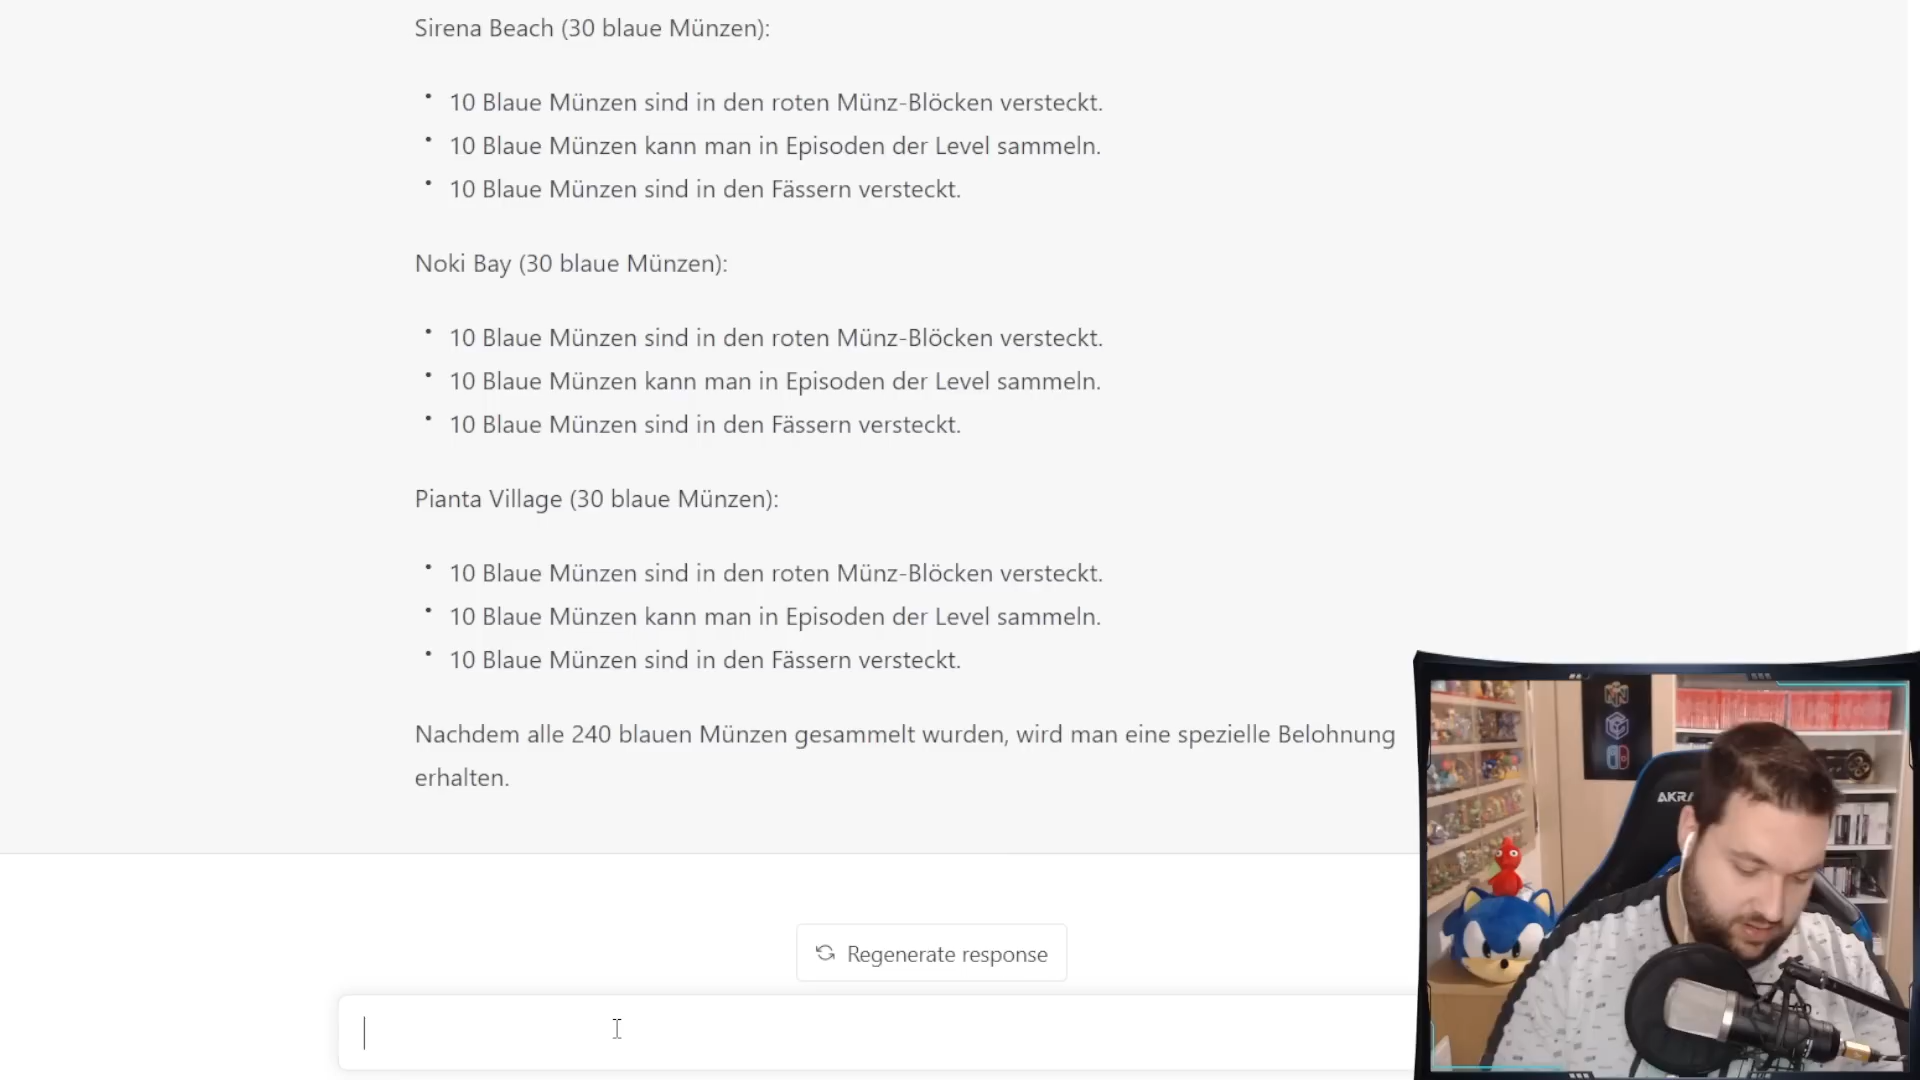 Sirena Beach (30 blaue Münzen):
• 10 Blaue Münzen sind in den roten Münz-Blöcken versteckt.
• 10 Blaue Münzen kann man in Episoden der Level sammeln.
• 10 Blaue Münzen sind in den Fässern versteckt.
Noki Bay (30 blaue Münzen):
• 10 Blaue Münzen sind in den roten Münz-Blöcken versteckt.
• 10 Blaue Münzen kann man in Episoden der Level sammeln.
• 10 Blaue Münzen sind in den Fässern versteckt.
Pianta Village (30 blaue Münzen):
• 10 Blaue Münzen sind in den roten Münz-Blöcken versteckt.
• 10 Blaue Münzen kann man in Episoden der Level sammeln.
• 10 Blaue Münzen sind in den Fässern versteckt.
Nachdem alle 240 blauen Münzen gesammelt wurden, wird man eine spezielle Belohnung
erhalten.
Regenerate response